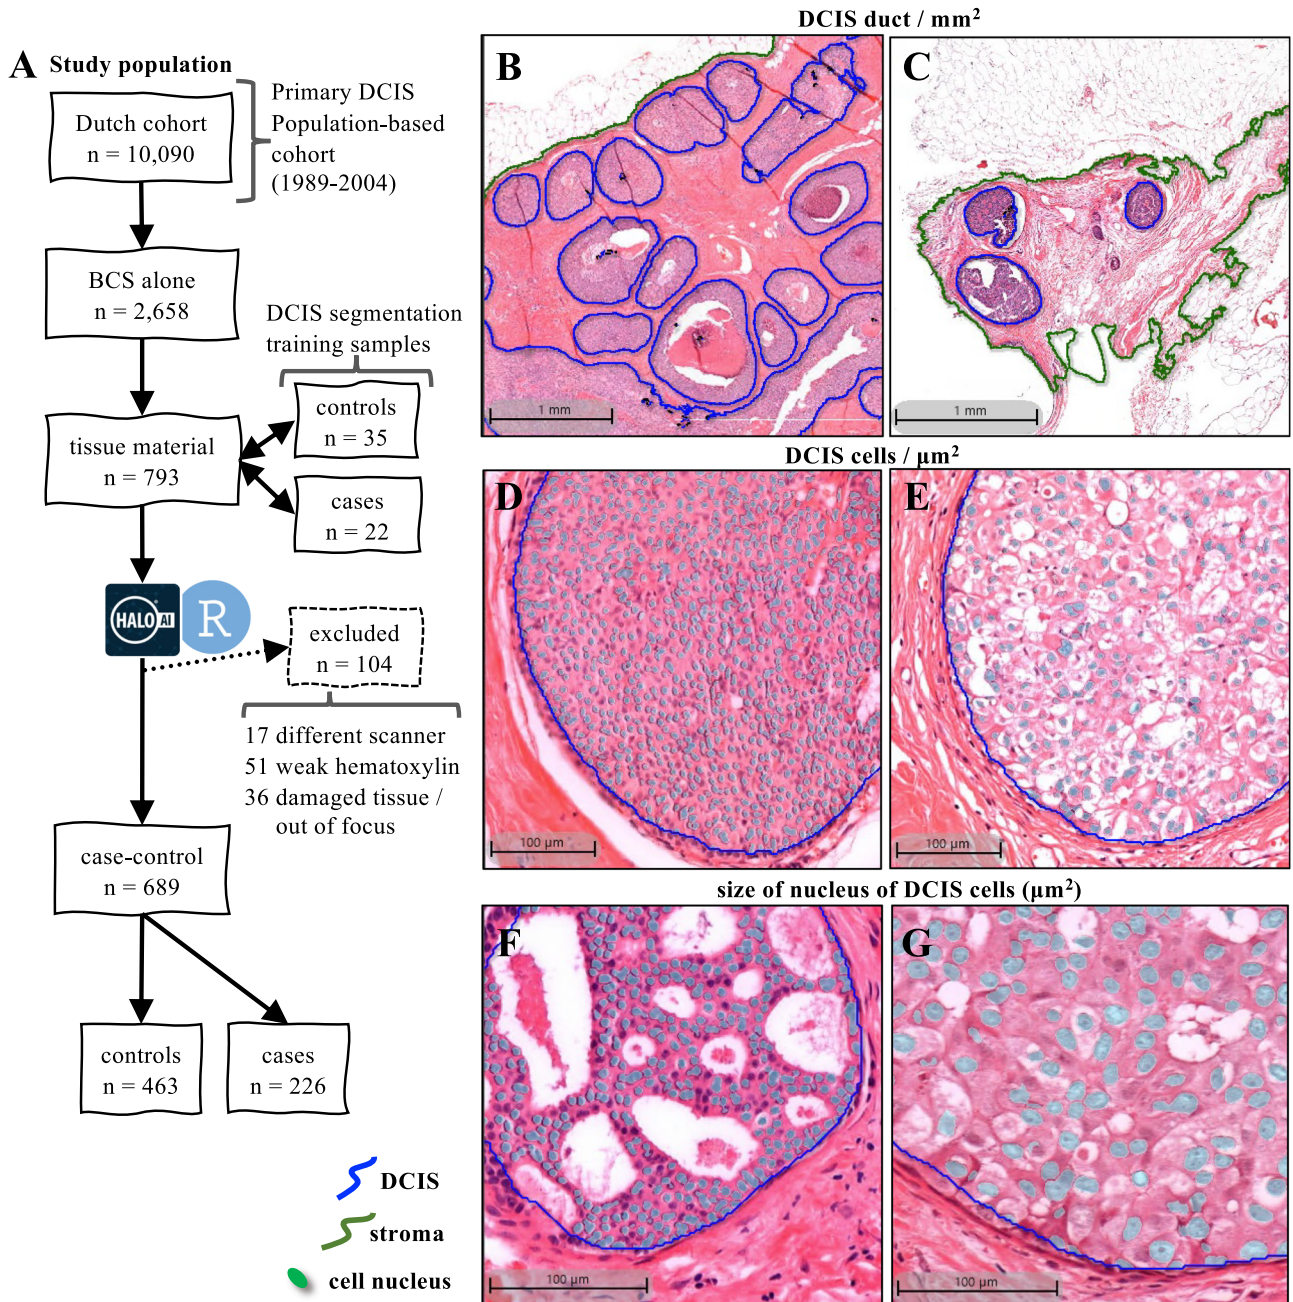 A
Study population
Dutch cohort
n = 10,090
Primary DCIS
Population-based
cohort
(1989-2004)
BCS alone
n = 2,658
DCIS segmentation
training samples
tissue material
n = 793
controls
n = 35
cases
n = 22
HALO AI
R
excluded
n = 104
17 different scanner
51 weak hematoxylin
36 damaged tissue /
out of focus
case-control
n = 689
controls
n = 463
cases
n = 226
DCIS
stroma
cell nucleus
DCIS duct / mm²
B
1 mm
C
1 mm
DCIS cells / µm²
D
100 µm
E
100 µm
size of nucleus of DCIS cells (µm²)
F
100 µm
G
100 µm